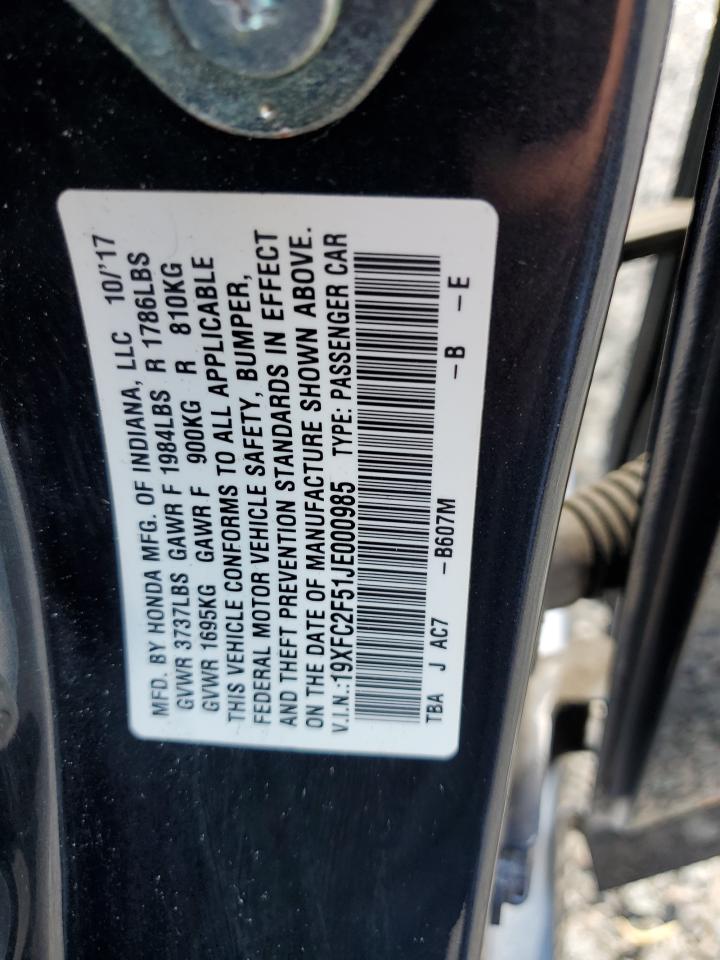 MFD. BY HONDA MFG. OF INDIANA, LLC 10/'17
GVWR 3737LBS GAWR F 1984LBS R 1786LBS
GVWR 1695KG GAWR F 900KG R 810KG
THIS VEHICLE CONFORMS TO ALL APPLICABLE
FEDERAL MOTOR VEHICLE SAFETY, BUMPER,
AND THEFT PREVENTION STANDARDS IN EFFECT
ON THE DATE OF MANUFACTURE SHOWN ABOVE.
V.I.N.:19XFC2F51JE000985 TYPE: PASSENGER CAR
TBA J AC7 -B607M -B -E